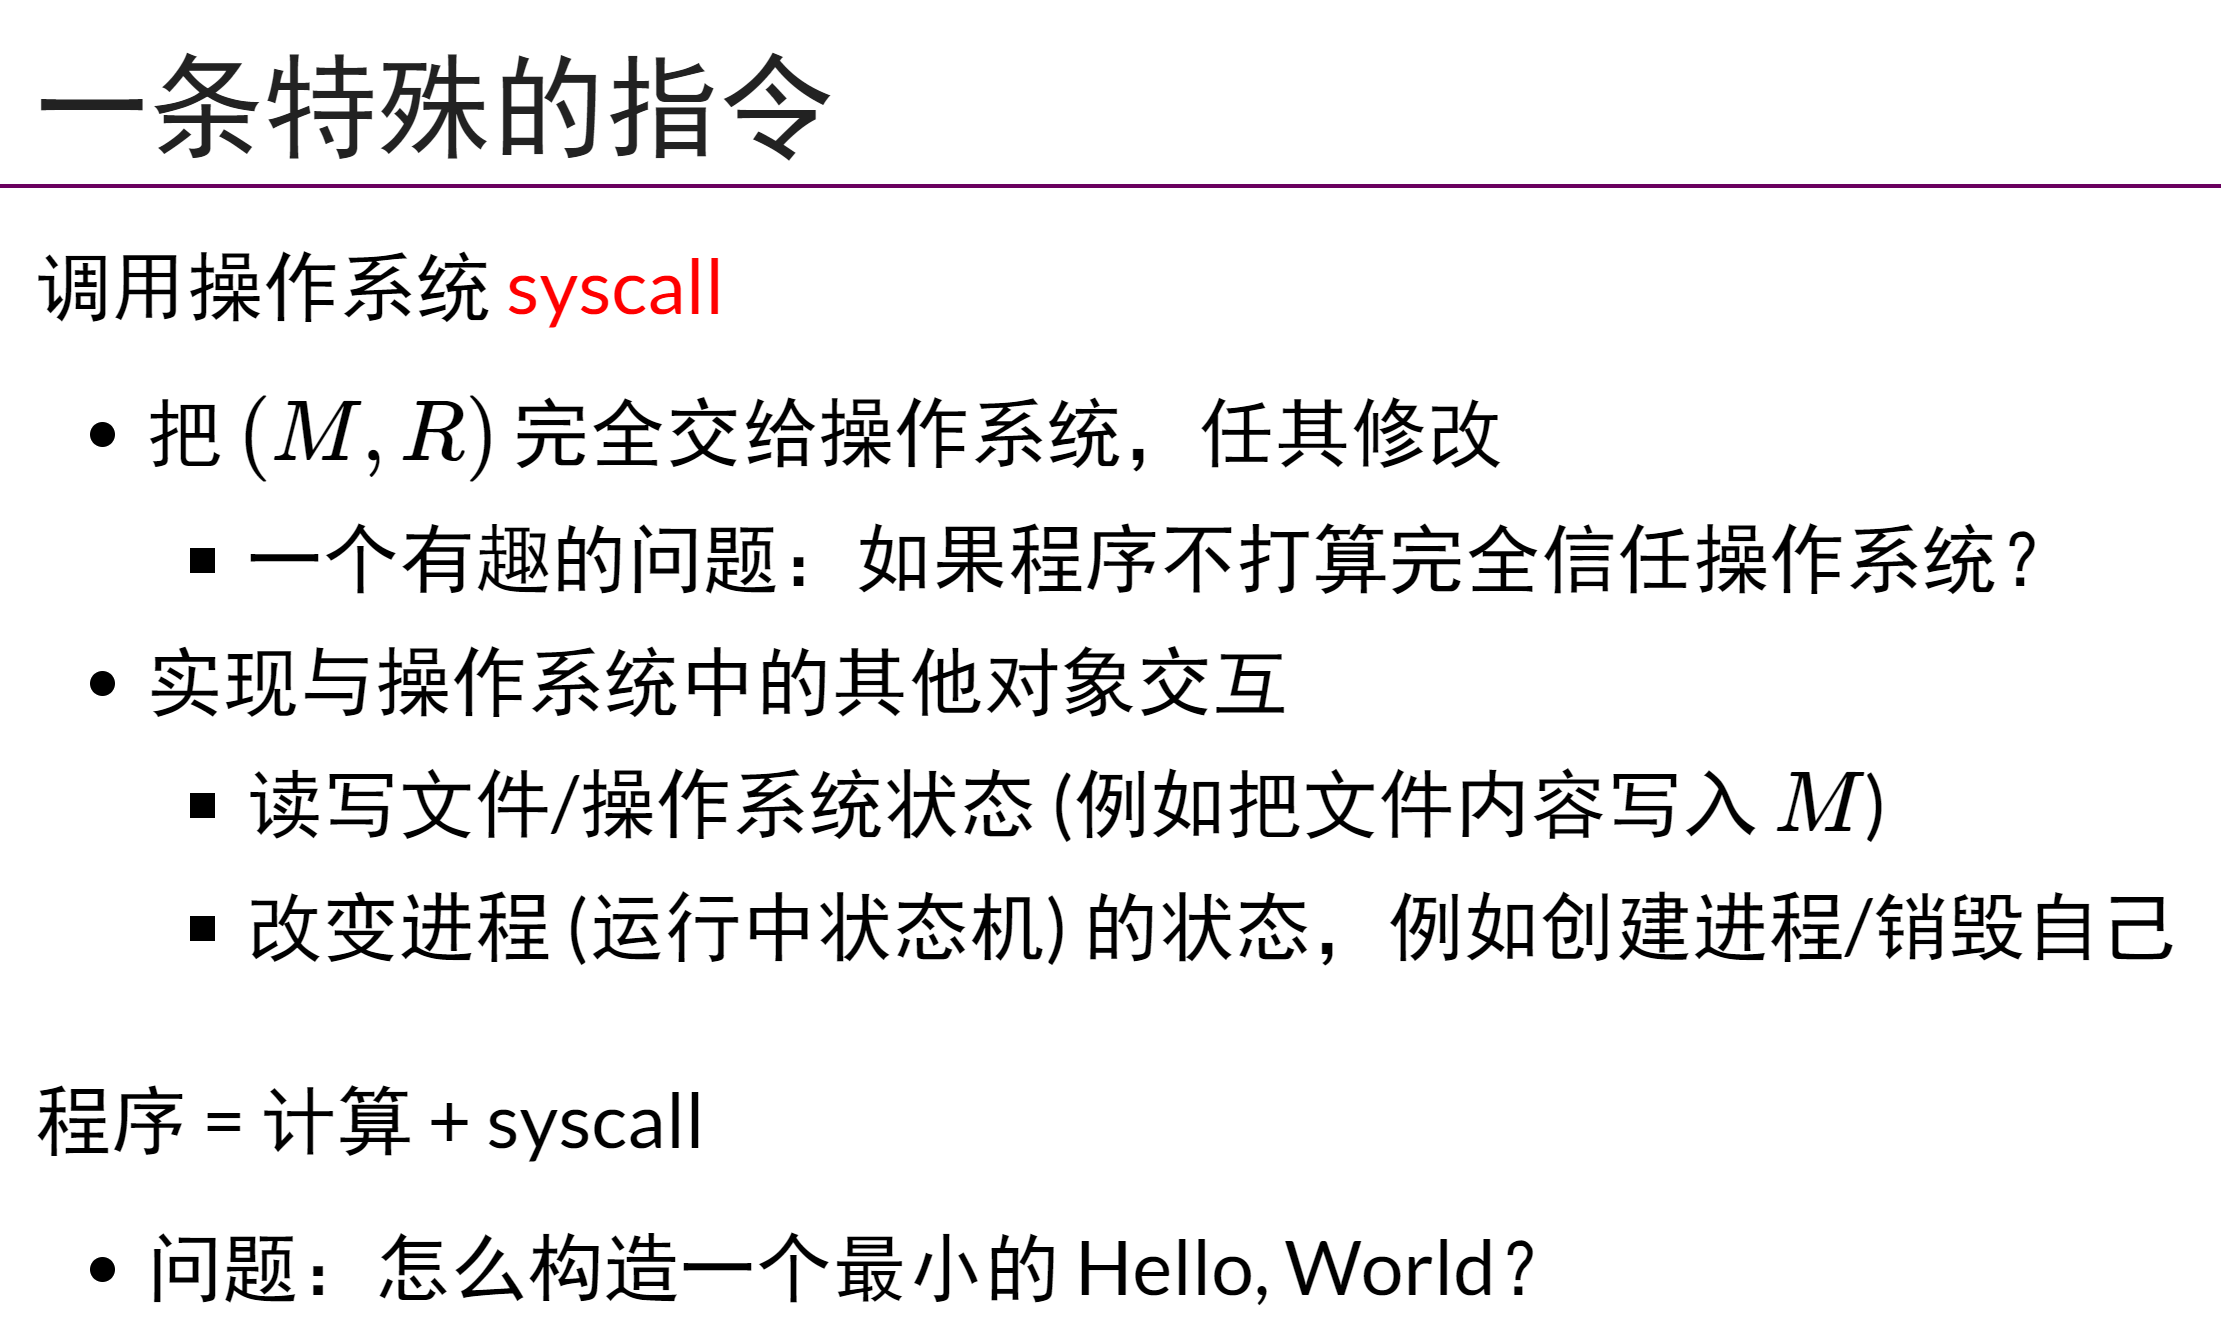 一条特殊的指令
调用操作系统 syscall
• 把 (M, R) 完全交给操作系统，任其修改
▪ 一个有趣的问题：如果程序不打算完全信任操作系统？
• 实现与操作系统中的其他对象交互
▪ 读写文件/操作系统状态 (例如把文件内容写入 M)
▪ 改变进程 (运行中状态机) 的状态，例如创建进程/销毁自己
程序 = 计算 + syscall
• 问题：怎么构造一个最小的 Hello, World？